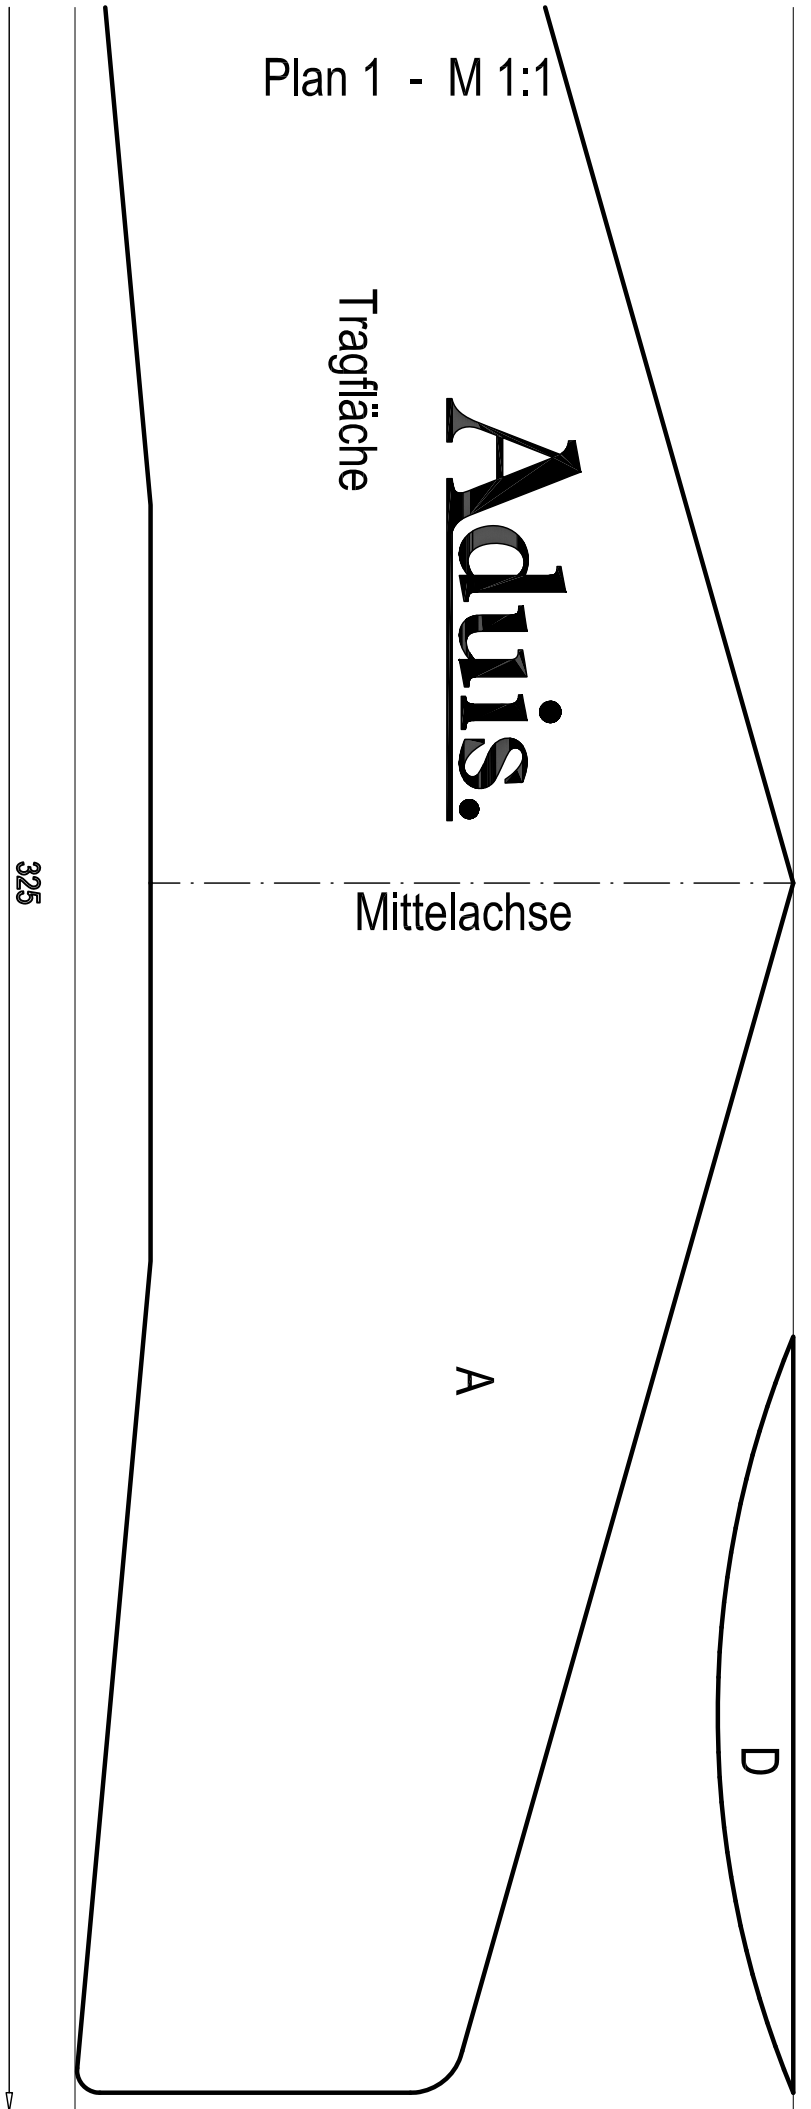 Plan 1 - M 1:1
Tragfläche
Aduis.
Mittelachse
325
A
D